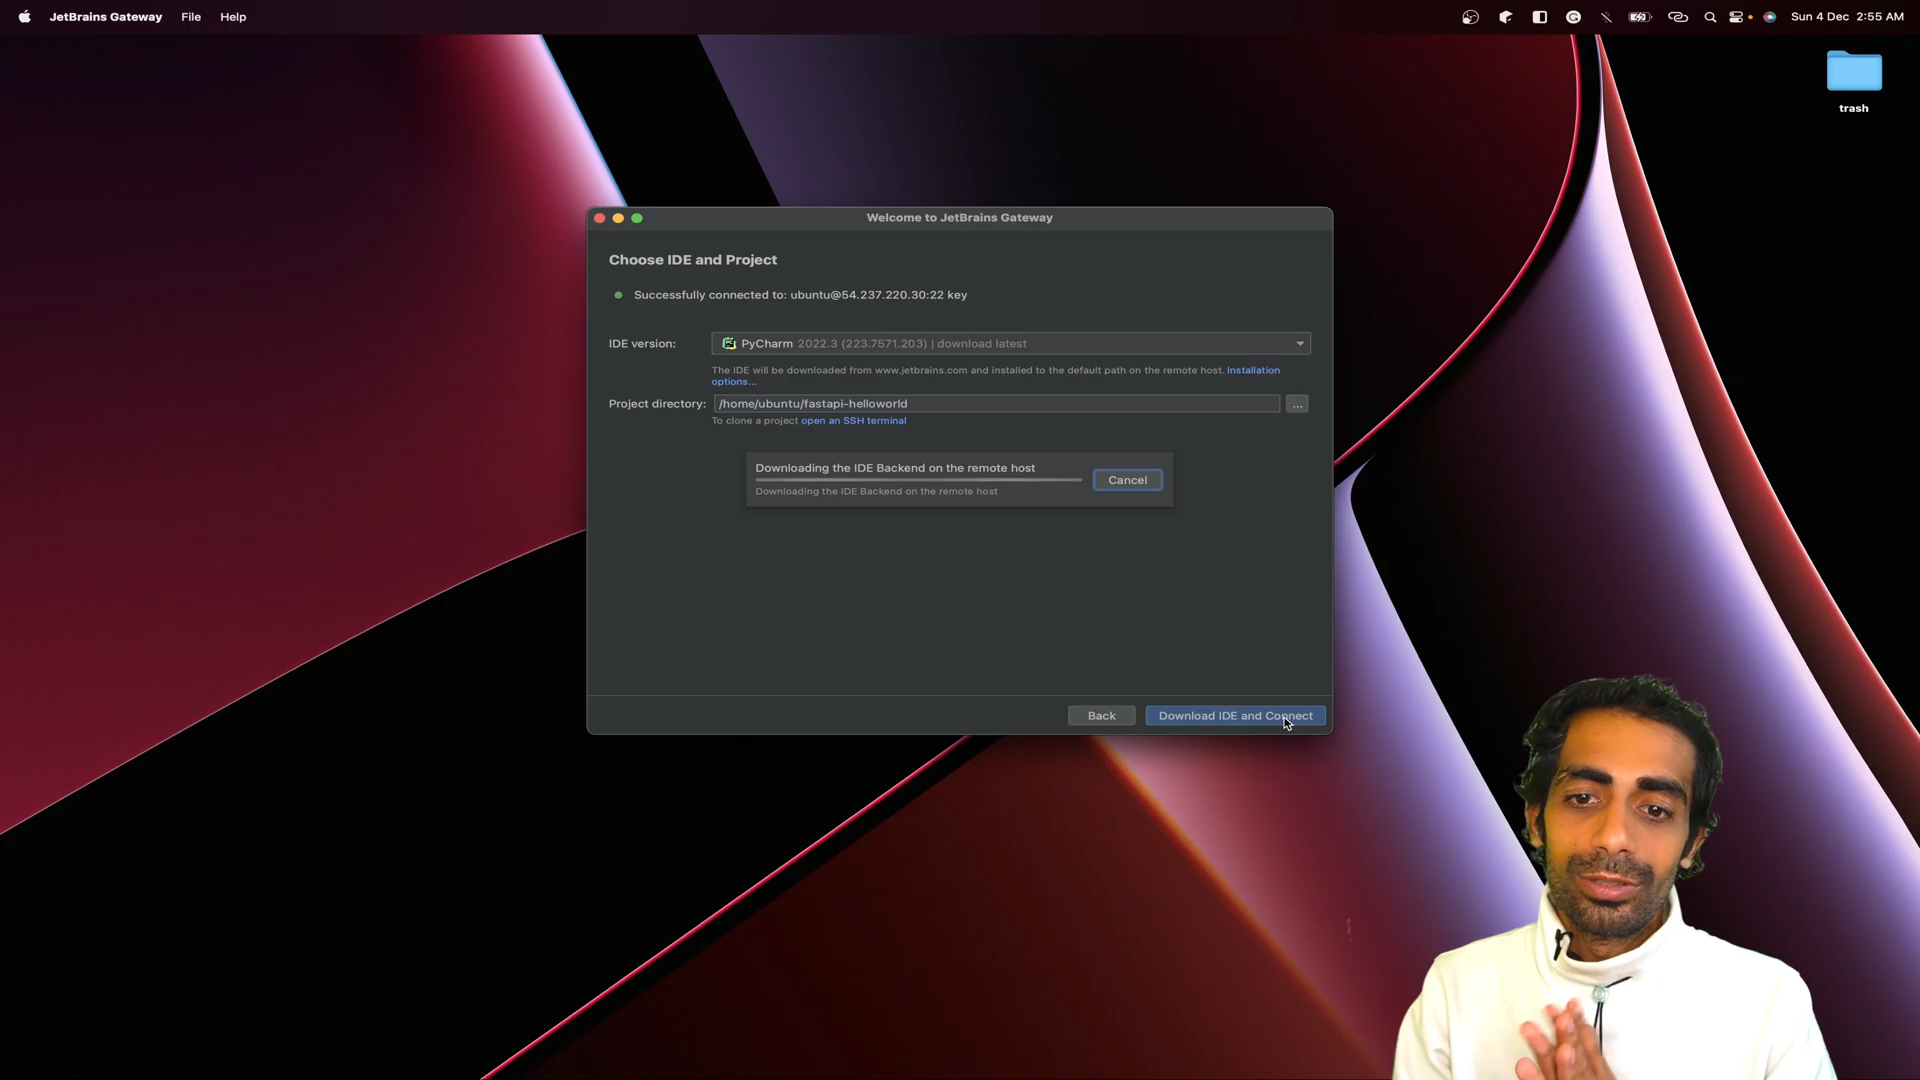 JetBrains Gateway File Help
Sun 4 Dec 2:55 AM
trash
Welcome to JetBrains Gateway
Choose IDE and Project
Successfully connected to: ubuntu@54.237.220.30:22 key
IDE version: PyCharm 2022.3 (223.7571.203) | download latest
The IDE will be downloaded from www.jetbrains.com and installed to the default path on the remote host. Installation
options...
Project directory: /home/ubuntu/fastapi-helloworld ...
To clone a project open an SSH terminal
Downloading the IDE Backend on the remote host
Cancel
Downloading the IDE Backend on the remote host
Back Download IDE and Connect